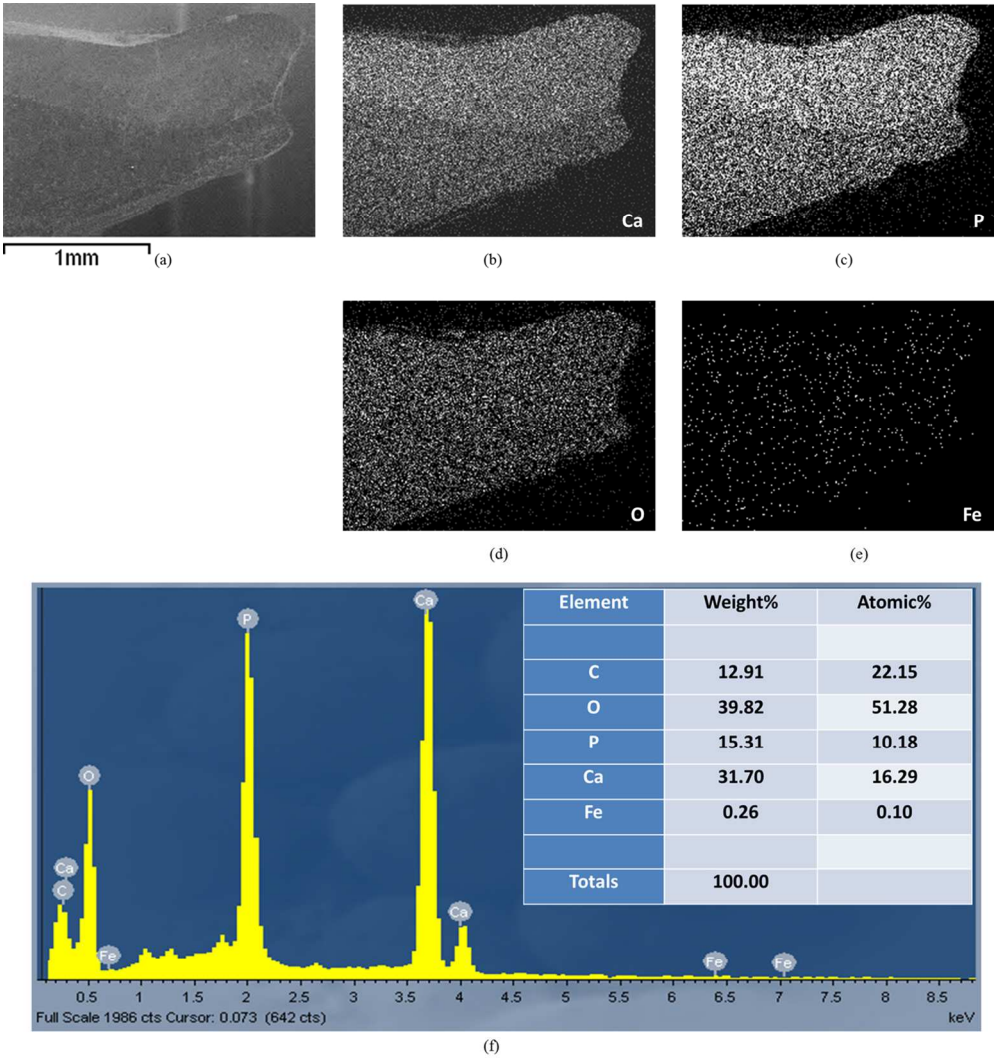 Ca
P
1mm
(a)
(b)
(c)
O
Fe
(d)
(e)
Element Weight% Atomic%
C 12.91 22.15
O 39.82 51.28
P 15.31 10.18
Ca 31.70 16.29
Fe 0.26 0.10
Totals 100.00
Ca
P
O
Ca
C
Ca
Fe
Fe
Fe
0.5 1 1.5 2 2.5 3 3.5 4 4.5 5 5.5 6 6.5 7 7.5 8 8.5
Full Scale 1986 cts Cursor: 0.073 (642 cts) keV
(f)